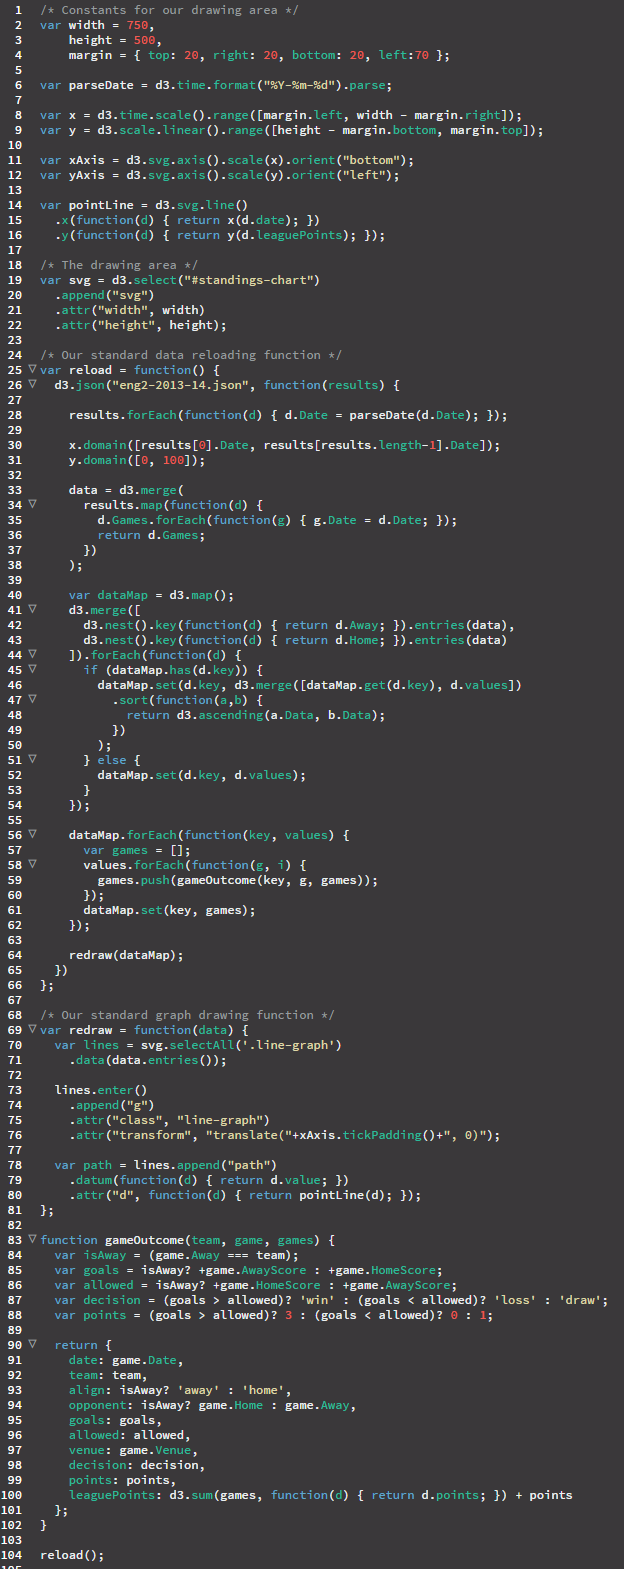 1 /* Constants for our drawing area */
2 var width = 750,
3     height = 500,
4     margin = { top: 20, right: 20, bottom: 20, left:70 };
5
6 var parseDate = d3.time.format("%Y-%m-%d").parse;
7
8 var x = d3.time.scale().range([margin.left, width - margin.right]);
9 var y = d3.scale.linear().range([height - margin.bottom, margin.top]);
10
11 var xAxis = d3.svg.axis().scale(x).orient("bottom");
12 var yAxis = d3.svg.axis().scale(y).orient("left");
13
14 var pointLine = d3.svg.line()
15   .x(function(d) { return x(d.date); })
16   .y(function(d) { return y(d.leaguePoints); });
17
18 /* The drawing area */
19 var svg = d3.select("#standings-chart")
20   .append("svg")
21   .attr("width", width)
22   .attr("height", height);
23
24 /* Our standard data reloading function */
25 var reload = function() {
26   d3.json("eng2-2013-14.json", function(results) {
27
28     results.forEach(function(d) { d.Date = parseDate(d.Date); });
29
30     x.domain([results[0].Date, results[results.length-1].Date]);
31     y.domain([0, 100]);
32
33     data = d3.merge(
34       results.map(function(d) {
35         d.Games.forEach(function(g) { g.Date = d.Date; });
36         return d.Games;
37       })
38     );
39
40     var dataMap = d3.map();
41     d3.merge([
42       d3.nest().key(function(d) { return d.Away; }).entries(data),
43       d3.nest().key(function(d) { return d.Home; }).entries(data)
44     ]).forEach(function(d) {
45       if (dataMap.has(d.key)) {
46         dataMap.set(d.key, d3.merge([dataMap.get(d.key), d.values])
47           .sort(function(a,b) {
48             return d3.ascending(a.Data, b.Data);
49           })
50         );
51       } else {
52         dataMap.set(d.key, d.values);
53       }
54     });
55
56     dataMap.forEach(function(key, values) {
57       var games = [];
58       values.forEach(function(g, i) {
59         games.push(gameOutcome(key, g, games));
60       });
61       dataMap.set(key, games);
62     });
63
64     redraw(dataMap);
65   })
66 };
67
68 /* Our standard graph drawing function */
69 var redraw = function(data) {
70   var lines = svg.selectAll('.line-graph')
71     .data(data.entries());
72
73   lines.enter()
74     .append("g")
75     .attr("class", "line-graph")
76     .attr("transform", "translate("+xAxis.tickPadding()+", 0)");
77
78   var path = lines.append("path")
79     .datum(function(d) { return d.value; })
80     .attr("d", function(d) { return pointLine(d); });
81 };
82
83 function gameOutcome(team, game, games) {
84   var isAway = (game.Away === team);
85   var goals = isAway? +game.AwayScore : +game.HomeScore;
86   var allowed = isAway? +game.HomeScore : +game.AwayScore;
87   var decision = (goals > allowed)? 'win' : (goals < allowed)? 'loss' : 'draw';
88   var points = (goals > allowed)? 3 : (goals < allowed)? 0 : 1;
89
90   return {
91     date: game.Date,
92     team: team,
93     align: isAway? 'away' : 'home',
94     opponent: isAway? game.Home : game.Away,
95     goals: goals,
96     allowed: allowed,
97     venue: game.Venue,
98     decision: decision,
99     points: points,
100     leaguePoints: d3.sum(games, function(d) { return d.points; }) + points
101   };
102 }
103
104 reload();